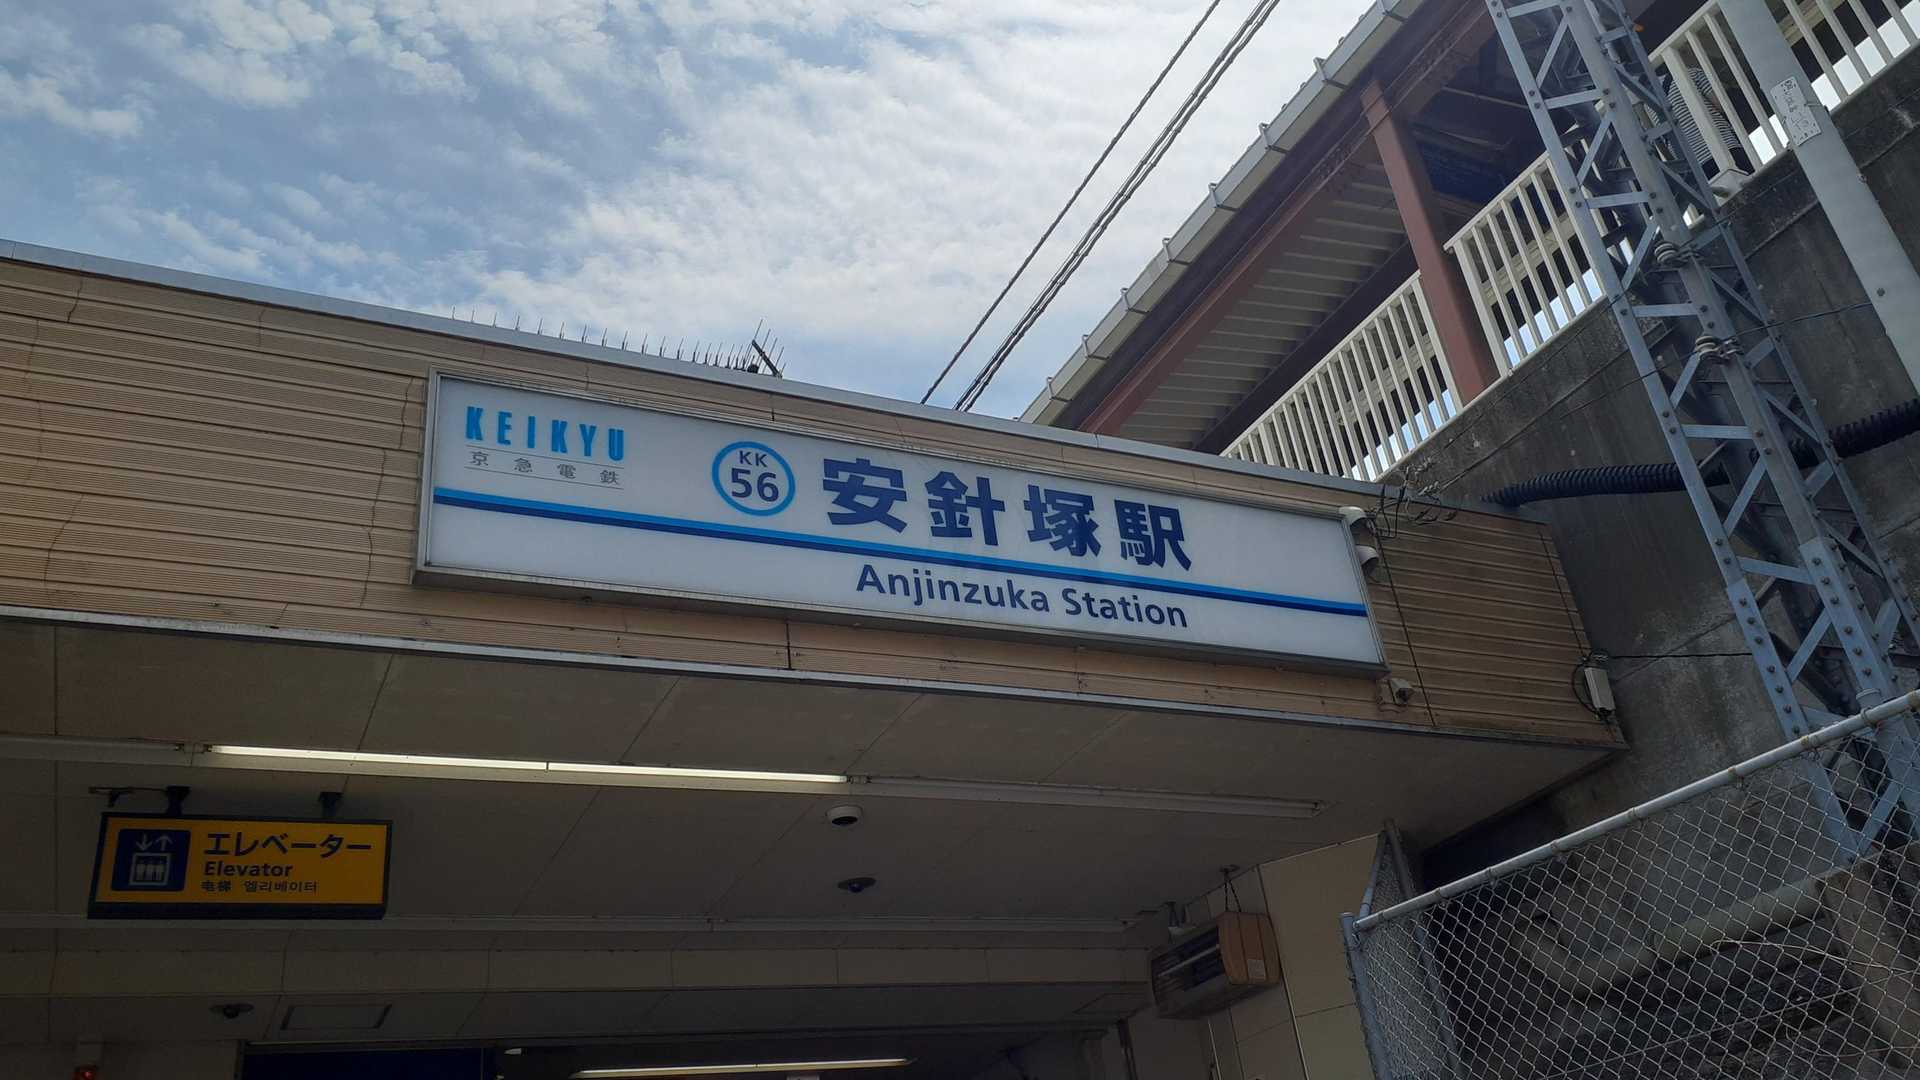 KEIKYU
京急電鉄
KK
56
安針塚駅
Anjinzuka Station
エレベーター
Elevator
电梯 엘리베이터